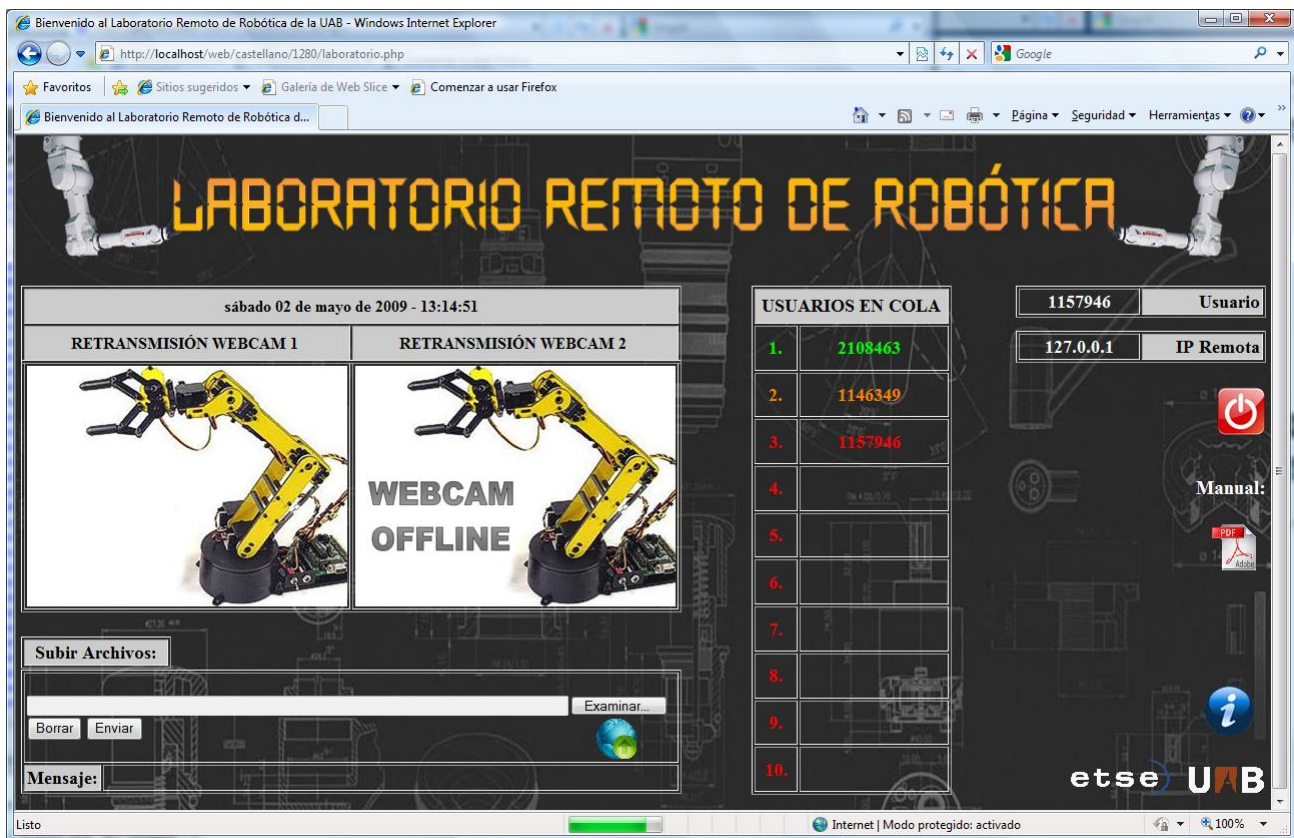 Bienvenido al Laboratorio Remoto de Robótica de la UAB - Windows Internet Explorer
http://localhost/web/castellano/1280/laboratorio.php
Google
Favoritos
Sitios sugeridos
Galería de Web Slice
Comenzar a usar Firefox
Bienvenido al Laboratorio Remoto de Robótica d...
Página
Seguridad
Herramientas
LABORATORIO REMOTO DE ROBÓTICA
sábado 02 de mayo de 2009 - 13:14:51
RETRANSMISIÓN WEBCAM 1
RETRANSMISIÓN WEBCAM 2
WEBCAM
OFFLINE
Subir Archivos:
Examinar...
Borrar
Enviar
Mensaje:
USUARIOS EN COLA
1. 2108463
2. 1146349
3. 1157946
4.
5.
6.
7.
8.
9.
10.
1157946 Usuario
127.0.0.1 IP Remota
Manual:
PDF
Adobe
i
etse UAB
Listo
Internet | Modo protegido: activado
100%